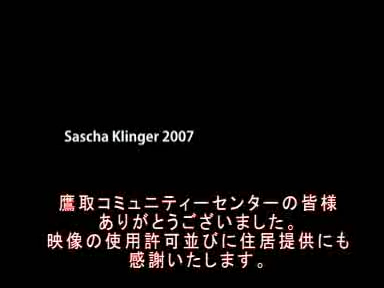 Sascha Klinger 2007
鷹取コミュニティーセンターの皆様
ありがとうございました。
映像の使用許可並びに住居提供にも
感謝いたします。